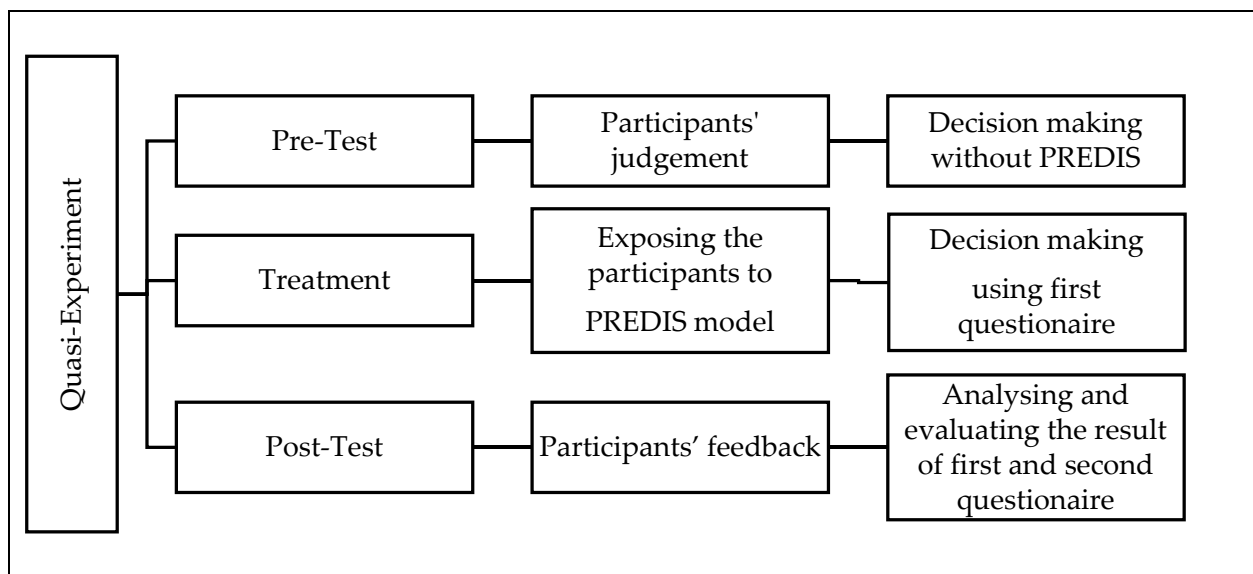 Quasi-Experiment
Pre-Test
Participants'
judgement
Decision making
without PREDIS
Treatment
Exposing the
participants to
PREDIS model
Decision making
using first
questionaire
Post-Test
Participants’ feedback
Analysing and
evaluating the result
of first and second
questionaire